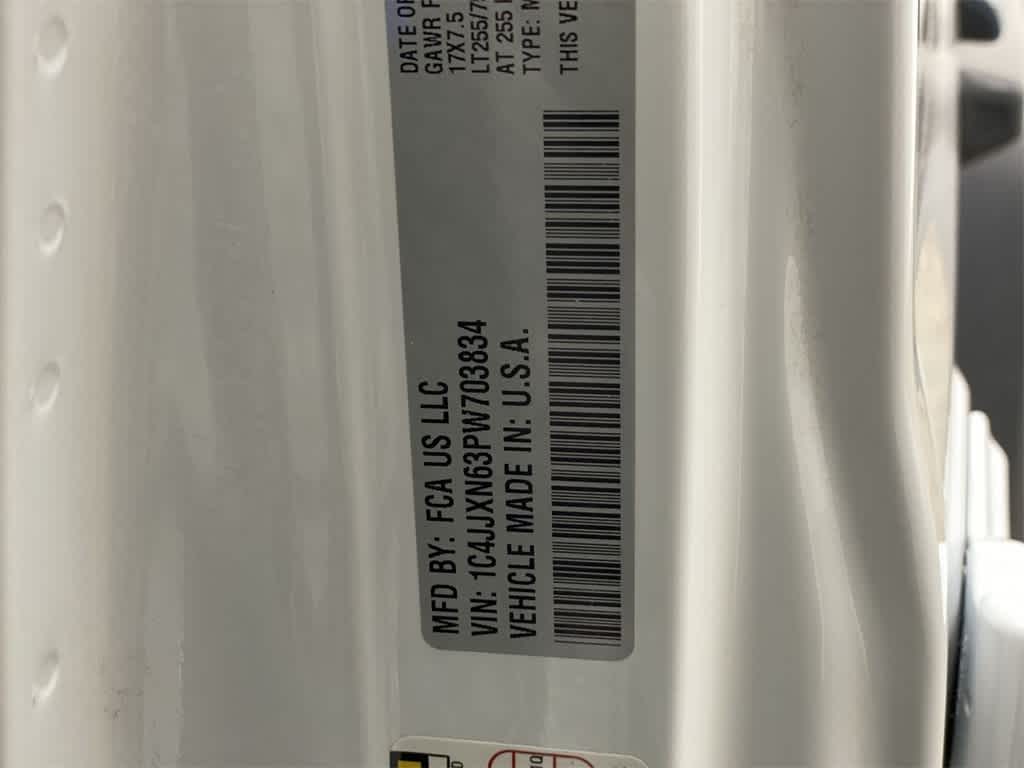 MFD BY: FCA US LLC
VIN: 1C4JJXN63PW703834
VEHICLE MADE IN: U.S.A.
DATE OF
GAWR F
17X7.5
LT255/7
AT 255
TYPE: M
THIS VE